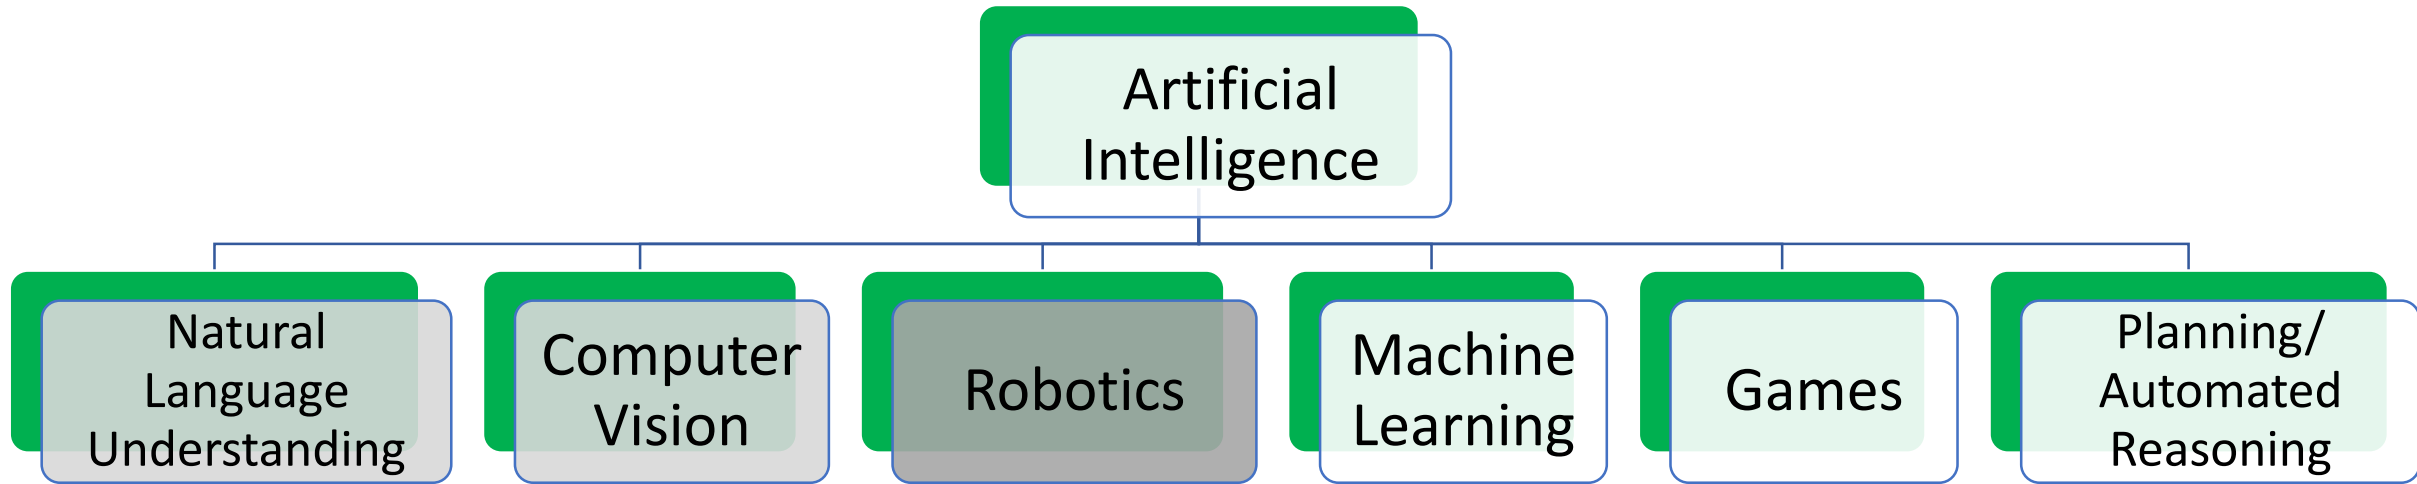 Artificial
Intelligence
Natural
Language
Understanding
Computer
Vision
Robotics
Machine
Learning
Games
Planning/
Automated
Reasoning